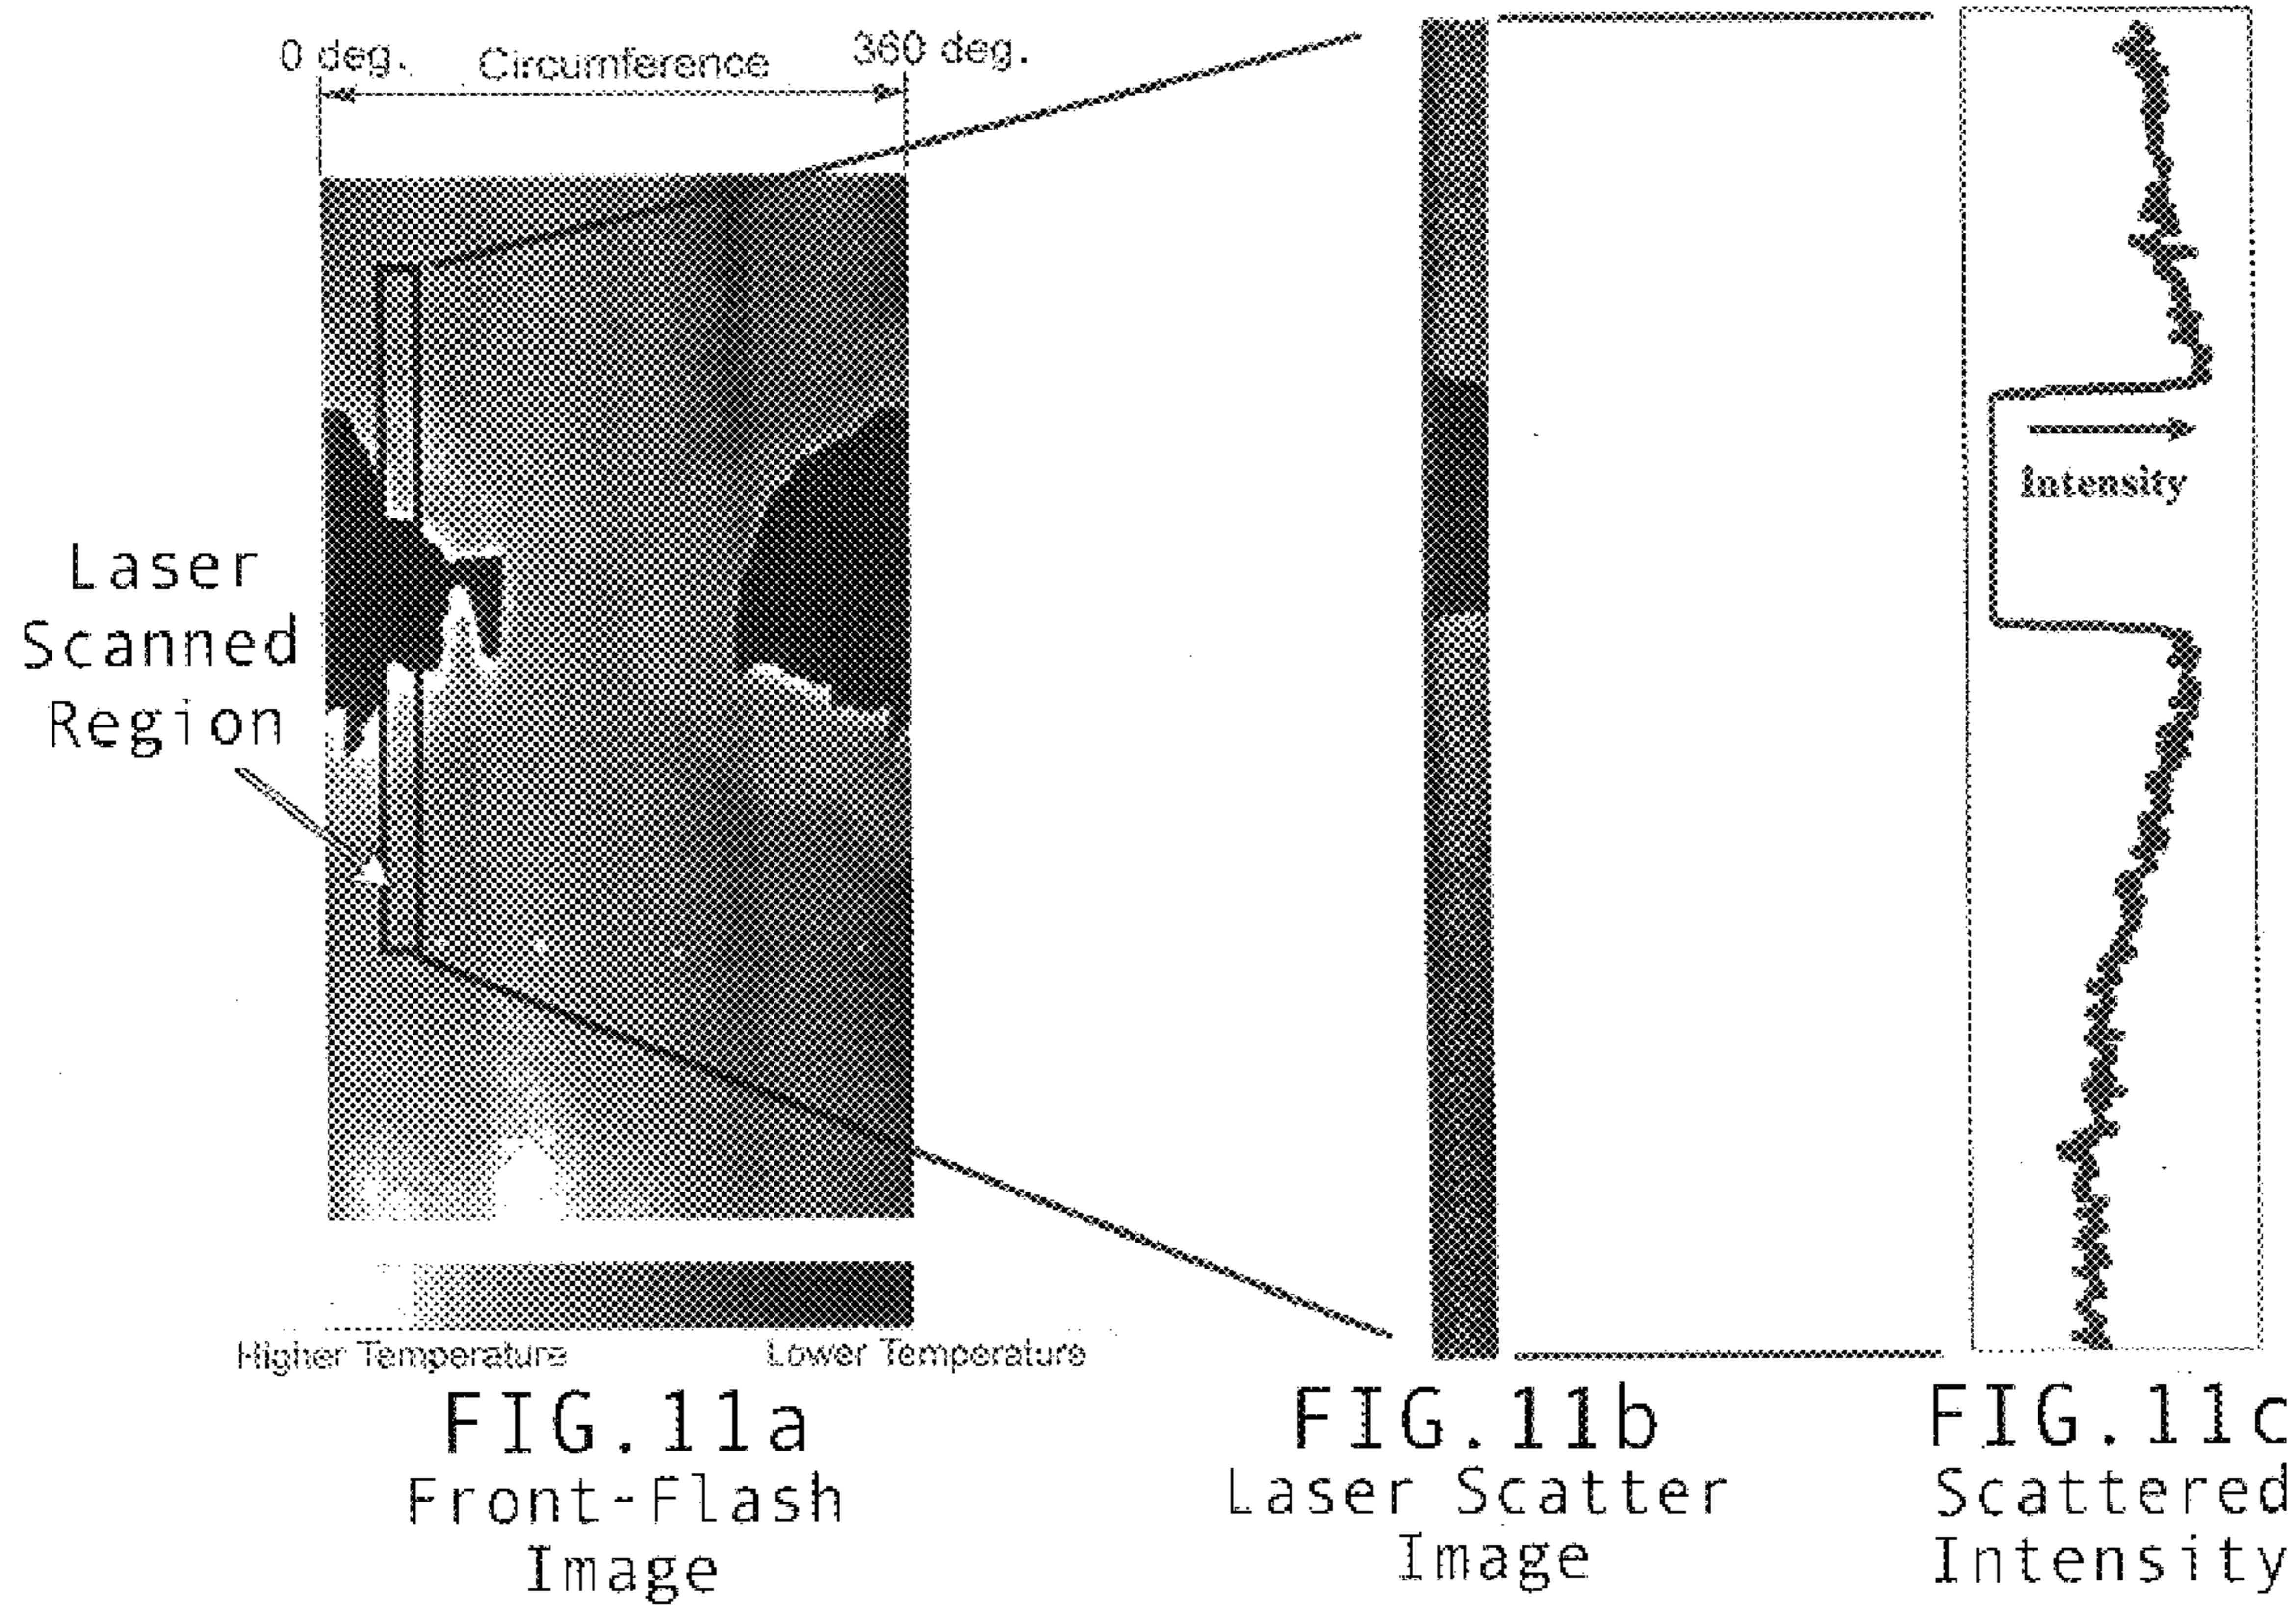 0 deg.
Circumference
360 deg.
Laser
Scanned
Region
Intensity
Higher Temperature
Lower Temperature
FIG.11a
Front-Flash
Image
FIG.11b
Laser Scatter
Image
FIG.11c
Scattered
Intensity